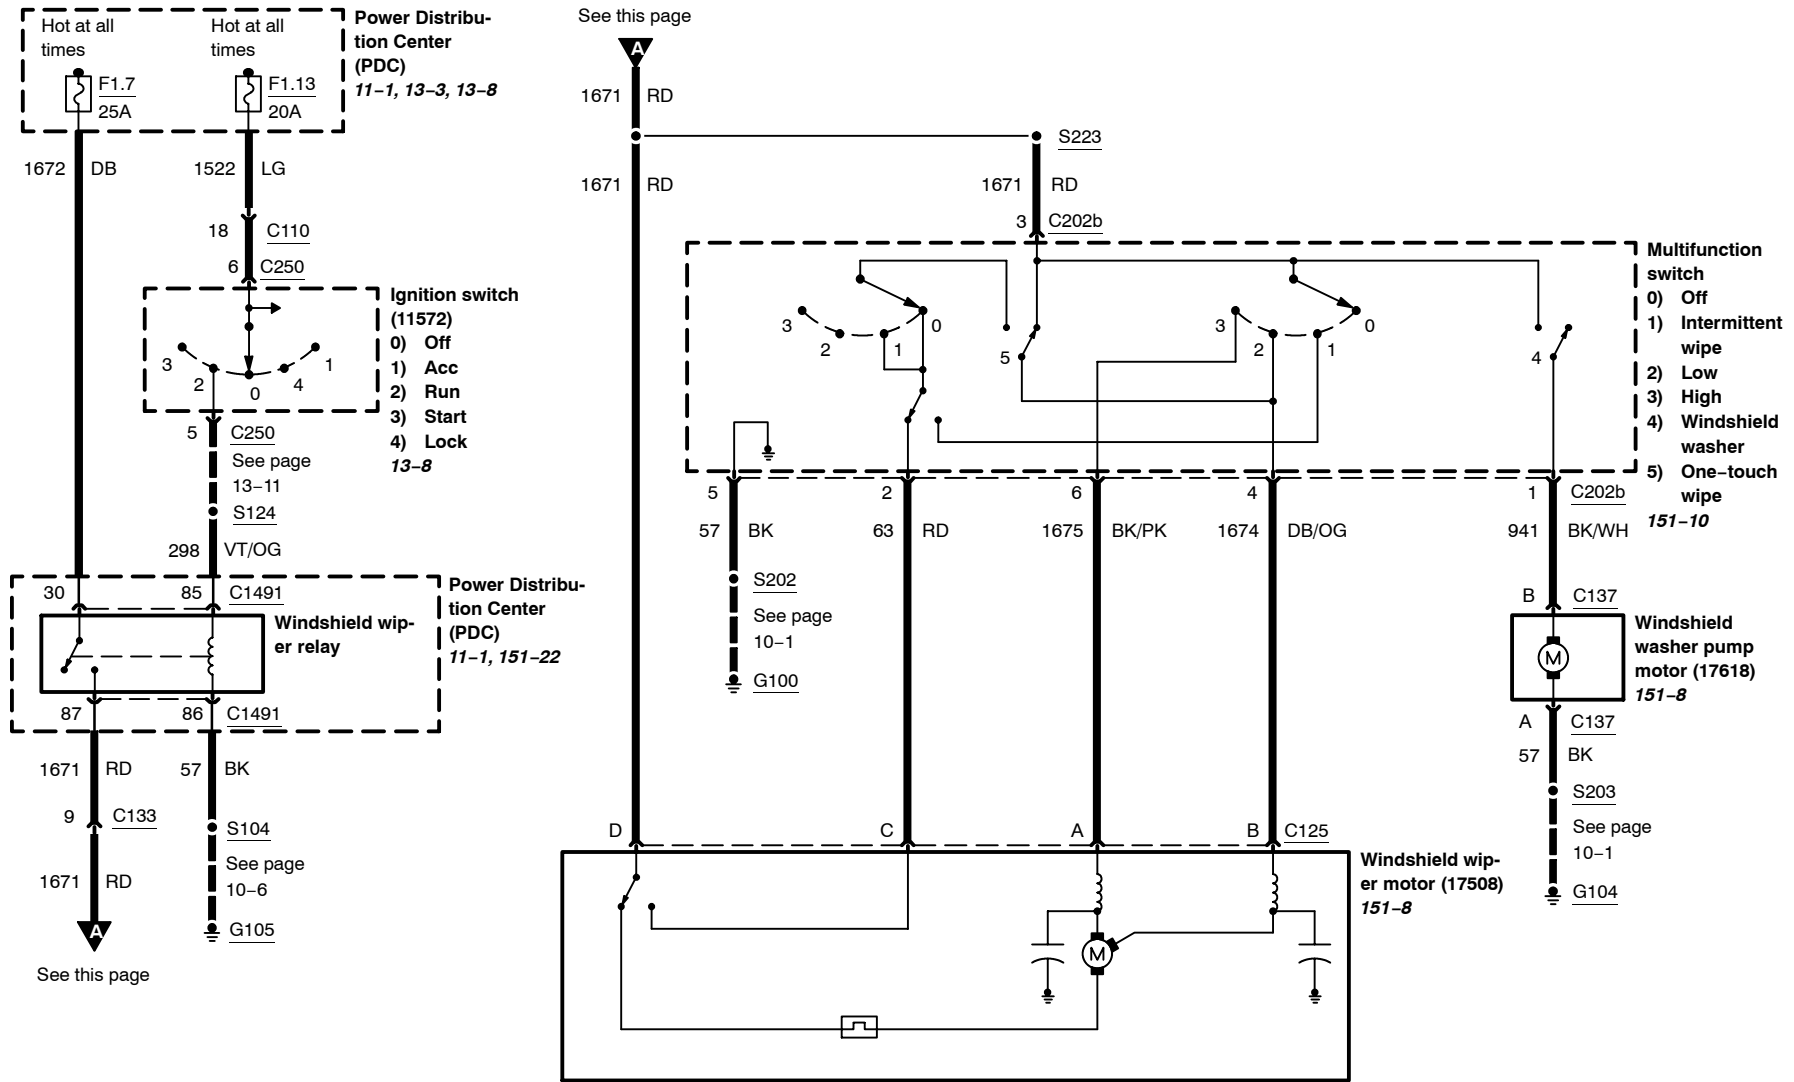 Hot at all
times
Hot at all
times
F1.7
25A
F1.13
20A
Power Distribu-
tion Center
(PDC)
11−1, 13−3, 13−8
1672 DB
1522 LG
18 C110
6 C250
Ignition switch
(11572)
0) Off
1) Acc
2) Run
3) Start
4) Lock
13−8
3
2
0
4
1
5 C250
See page
13−11
S124
298 VT/OG
30
85 C1491
Windshield wip-
er relay
Power Distribu-
tion Center
(PDC)
11−1, 151−22
87
86 C1491
1671 RD
57 BK
9 C133
S104
See page
10−6
1671 RD
G105
A
See this page
See this page
A
1671 RD
S223
1671 RD
1671 RD
3 C202b
Multifunction
switch
0) Off
1) Intermittent
wipe
2) Low
3) High
4) Windshield
washer
5) One−touch
wipe
151−10
3
2
1
0
5
3
2
1
0
4
5
2
6
4
1 C202b
57 BK
63 RD
1675 BK/PK
1674 DB/OG
941 BK/WH
S202
See page
10−1
G100
B C137
Windshield
washer pump
motor (17618)
151−8
M
A C137
57 BK
S203
See page
10−1
G104
D
C
A
B C125
Windshield wip-
er motor (17508)
151−8
M